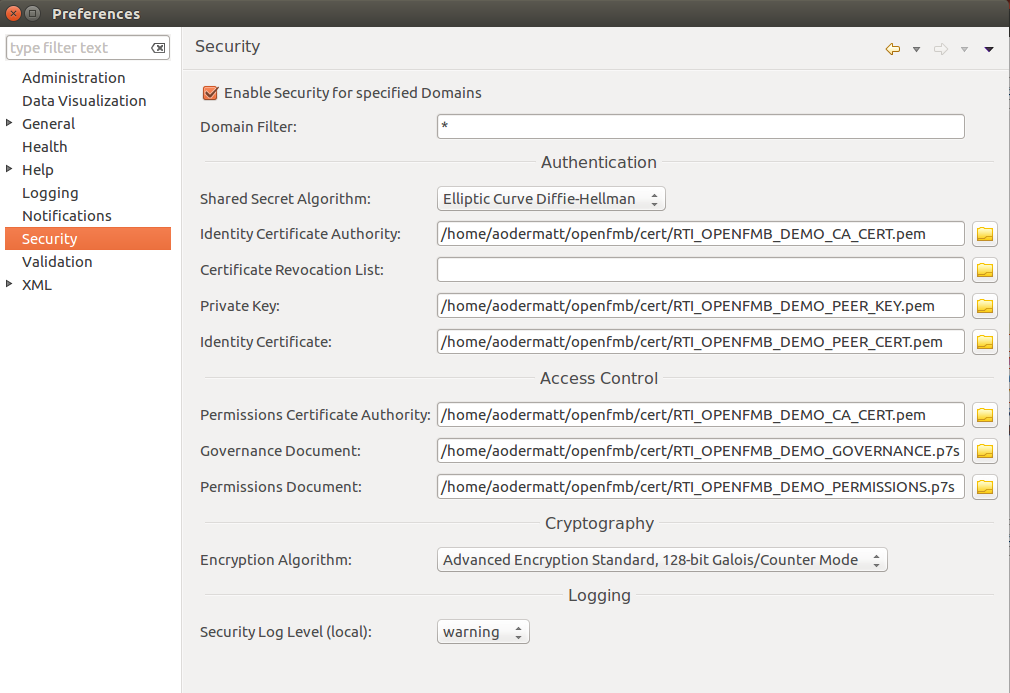 Preferences
type filter text
Administration
Data Visualization
General
Health
Help
Logging
Notifications
Security
Validation
XML
Security
Enable Security for specified Domains
Domain Filter: *
Authentication
Shared Secret Algorithm: Elliptic Curve Diffie-Hellman
Identity Certificate Authority: /home/aodermatt/openfmb/cert/RTI_OPENFMB_DEMO_CA_CERT.pem
Certificate Revocation List:
Private Key: /home/aodermatt/openfmb/cert/RTI_OPENFMB_DEMO_PEER_KEY.pem
Identity Certificate: /home/aodermatt/openfmb/cert/RTI_OPENFMB_DEMO_PEER_CERT.pem
Access Control
Permissions Certificate Authority: /home/aodermatt/openfmb/cert/RTI_OPENFMB_DEMO_CA_CERT.pem
Governance Document: /home/aodermatt/openfmb/cert/RTI_OPENFMB_DEMO_GOVERNANCE.p7s
Permissions Document: /home/aodermatt/openfmb/cert/RTI_OPENFMB_DEMO_PERMISSIONS.p7s
Cryptography
Encryption Algorithm: Advanced Encryption Standard, 128-bit Galois/Counter Mode
Logging
Security Log Level (local): warning